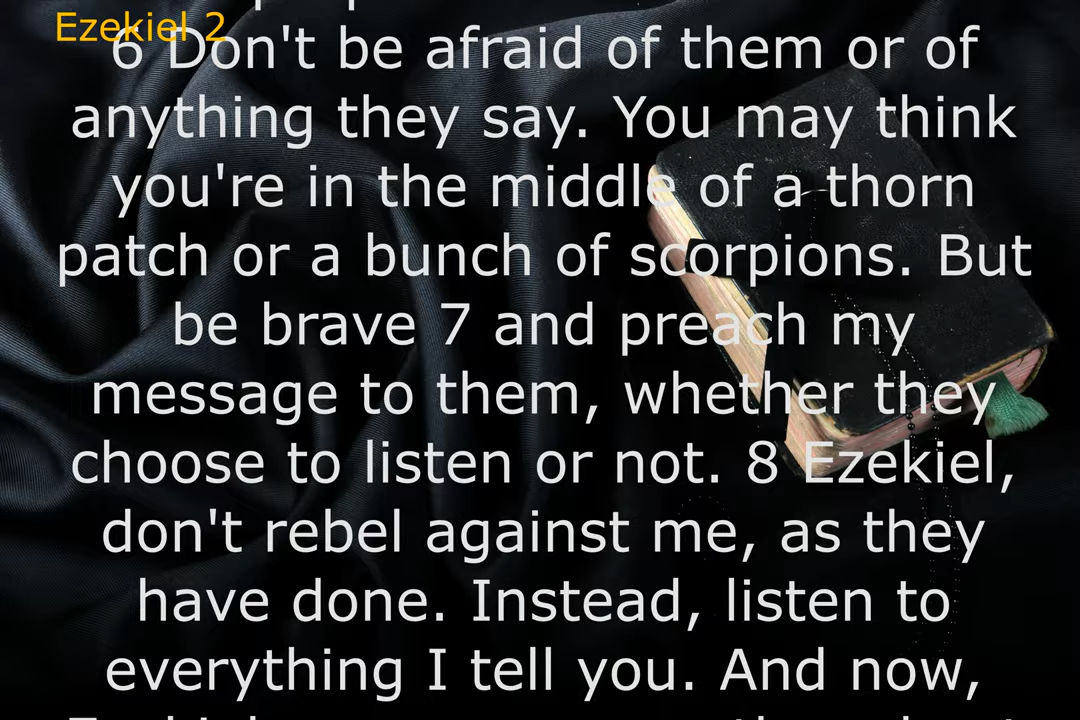 Ezekiel 2
6 Don't be afraid of them or of
anything they say. You may think
you're in the middle of a thorn
patch or a bunch of scorpions. But
be brave 7 and preach my
message to them, whether they
choose to listen or not. 8 Ezekiel,
don't rebel against me, as they
have done. Instead, listen to
everything I tell you. And now,